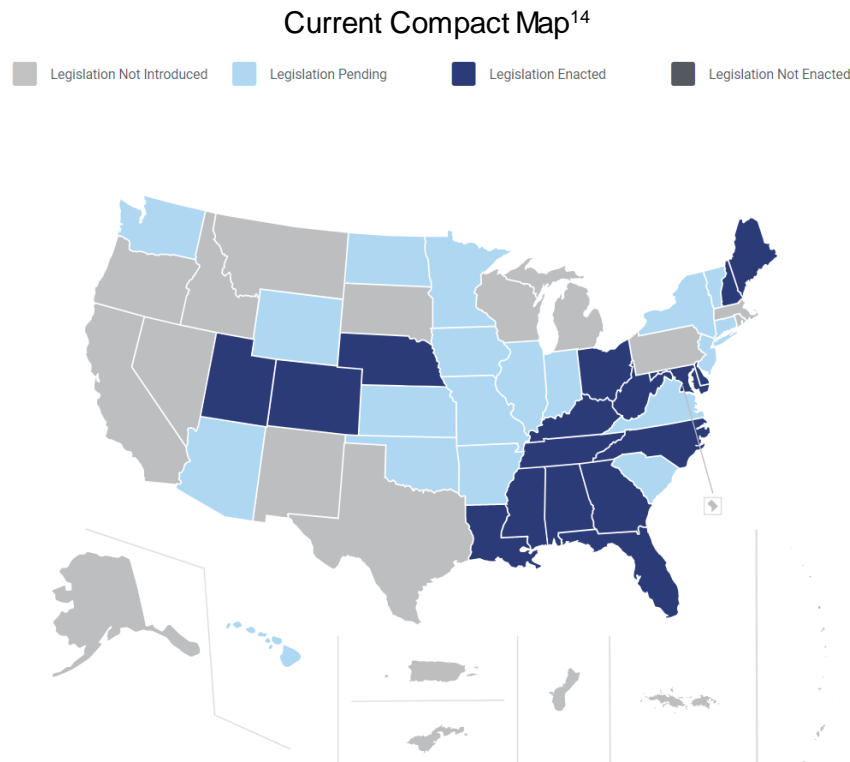 Current Compact Map¹⁴
Legislation Not Introduced Legislation Pending Legislation Enacted Legislation Not Enacted